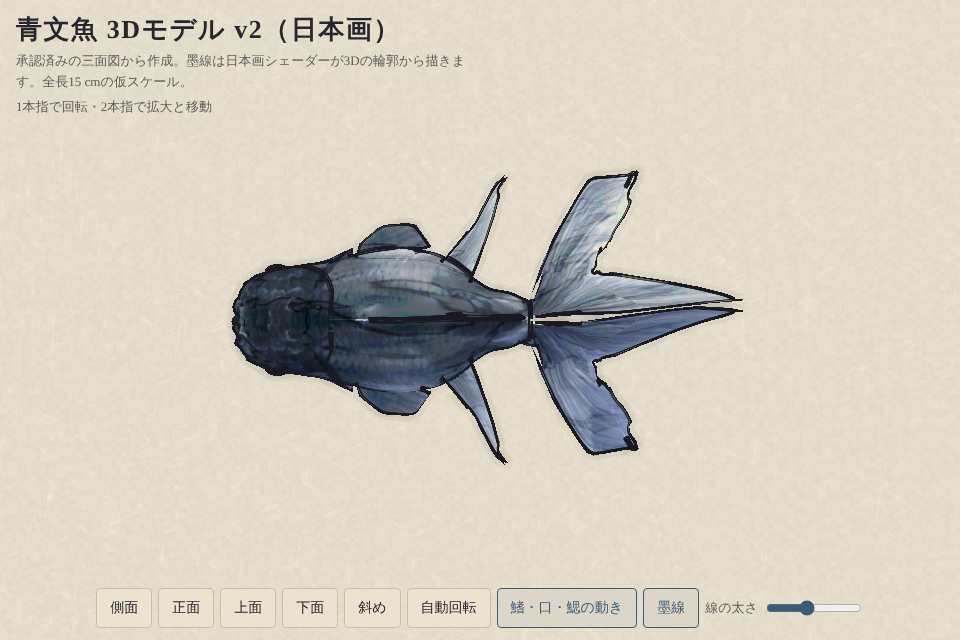 青文魚 3Dモデル v2（日本画）
承認済みの三面図から作成。墨線は日本画シェーダーが3Dの輪郭から描きま
す。全長15 cmの仮スケール。
1本指で回転・2本指で拡大と移動
側面 正面 上面 下面 斜め 自動回転 鰭・口・鰓の動き 墨線 線の太さ